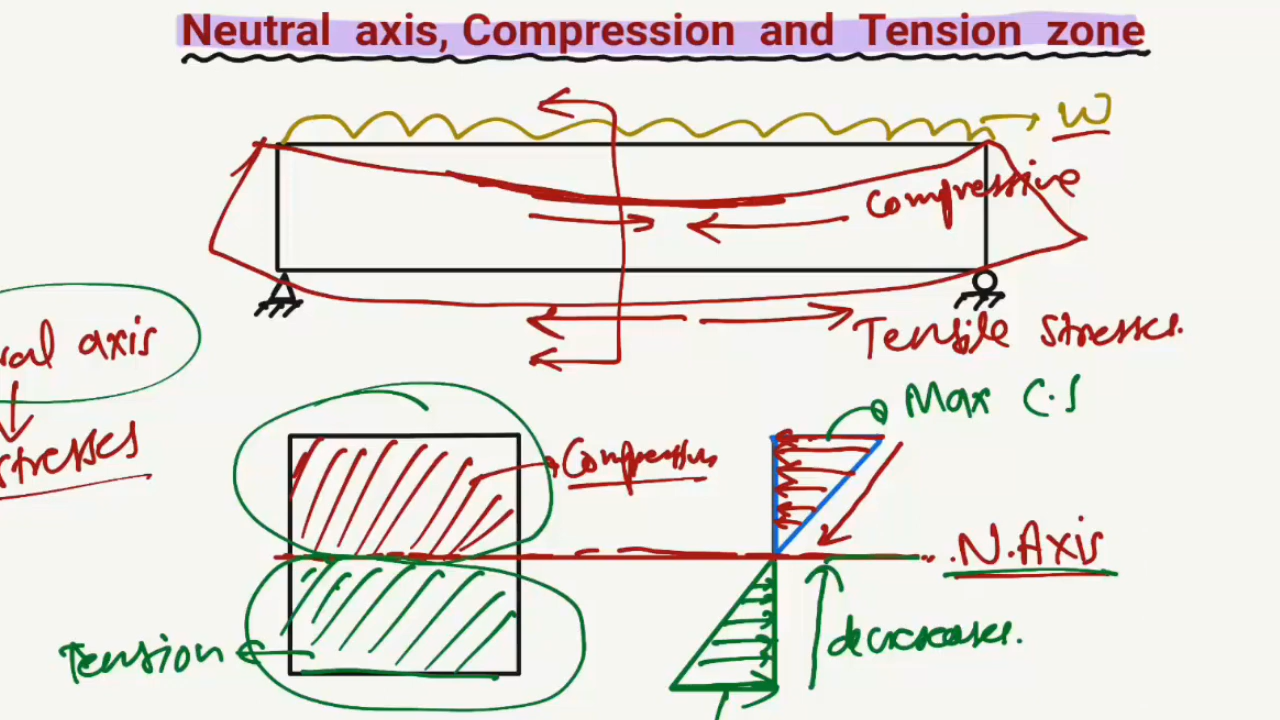 Neutral axis, Compression and Tension zone
W
Compressive
Tensile stresses.
ral axis
stresses
Max C.S
Compression
N.Axis
decreases.
Tension